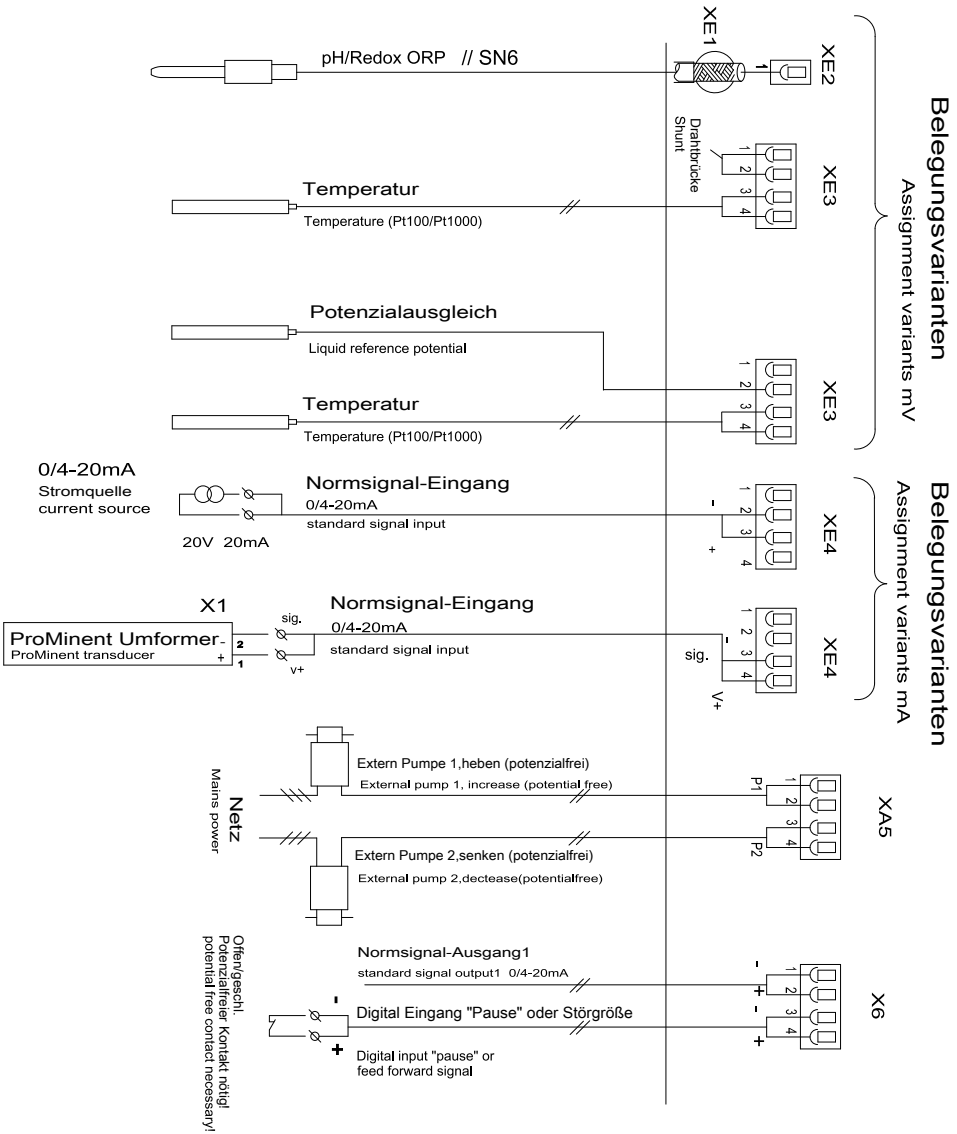 Belegungsvarianten
Assignment variants mV
XE2
XE1
1
pH/Redox ORP // SN6
XE3
1
2
3
4
Drahtbrücke
Shunt
Temperatur
Temperature (Pt100/Pt1000)
XE3
1
2
3
4
Potenzialausgleich
Liquid reference potential
Temperatur
Temperature (Pt100/Pt1000)
Belegungsvarianten
Assignment variants mA
XE4
1
2
3
4
-
+
0/4-20mA
Stromquelle
current source
20V 20mA
Normsignal-Eingang
0/4-20mA
standard signal input
XE4
1
2
3
4
-
sig.
V+
X1
ProMinent Umformer
ProMinent transducer
- 2
+ 1
sig.
v+
Normsignal-Eingang
0/4-20mA
standard signal input
XA5
1
2
3
4
P1
P2
Extern Pumpe 1,heben (potenzialfrei)
External pump 1, increase (potential free)
Netz
Mains power
Extern Pumpe 2,senken (potenzialfrei)
External pump 2,dectease(potentialfree)
X6
1
2
3
4
-
+
-
+
Normsignal-Ausgang1
standard signal output1 0/4-20mA
Digital Eingang "Pause" oder Störgröße
Digital input "pause" or
feed forward signal
-
+
Offen/geschl.
Potenzialfreier Kontakt nötig!
potential free contact necessary!